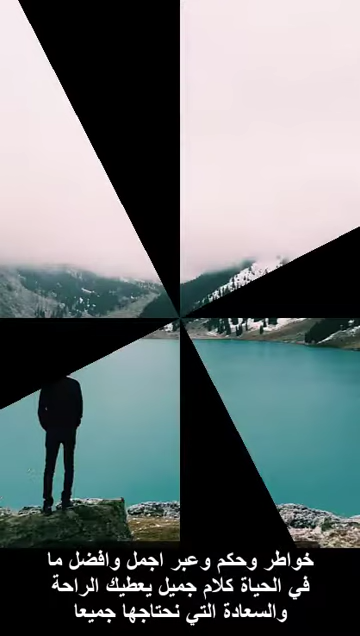 خواطر وحكم وعبر اجمل وافضل ما
في الحياة كلام جميل يعطيك الراحة
والسعادة التي نحتاجها جميعا